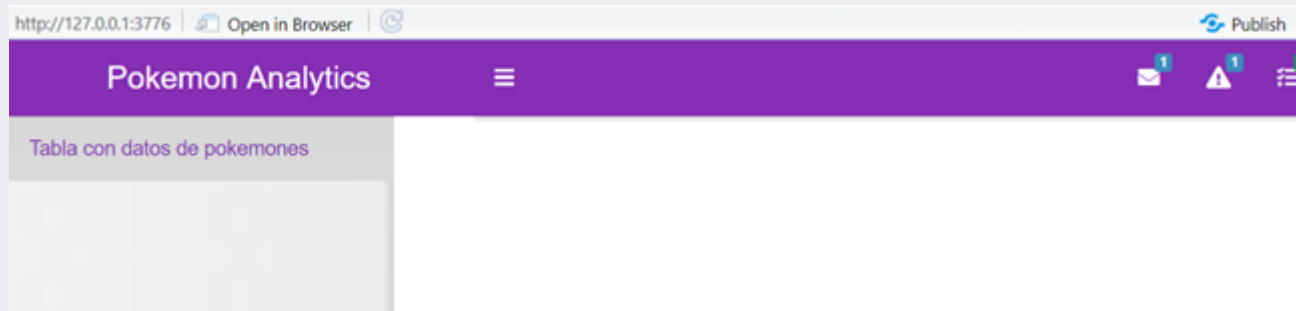 http://127.0.0.1:3776 Open in Browser Publish
Pokemon Analytics 1 1
Tabla con datos de pokemones